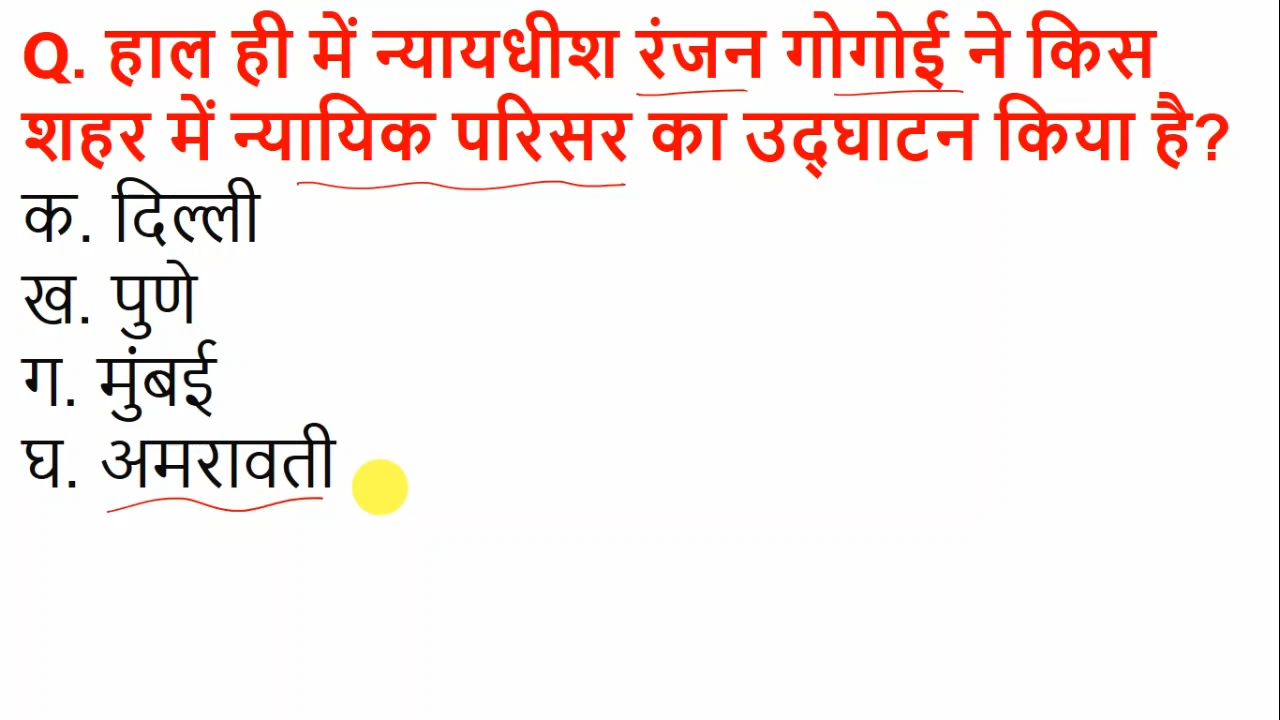 Q. हाल ही में न्यायधीश रंजन गोगोई ने किस
शहर में न्यायिक परिसर का उद्घाटन किया है?
क. दिल्ली
ख. पुणे
ग. मुंबई
घ. अमरावती